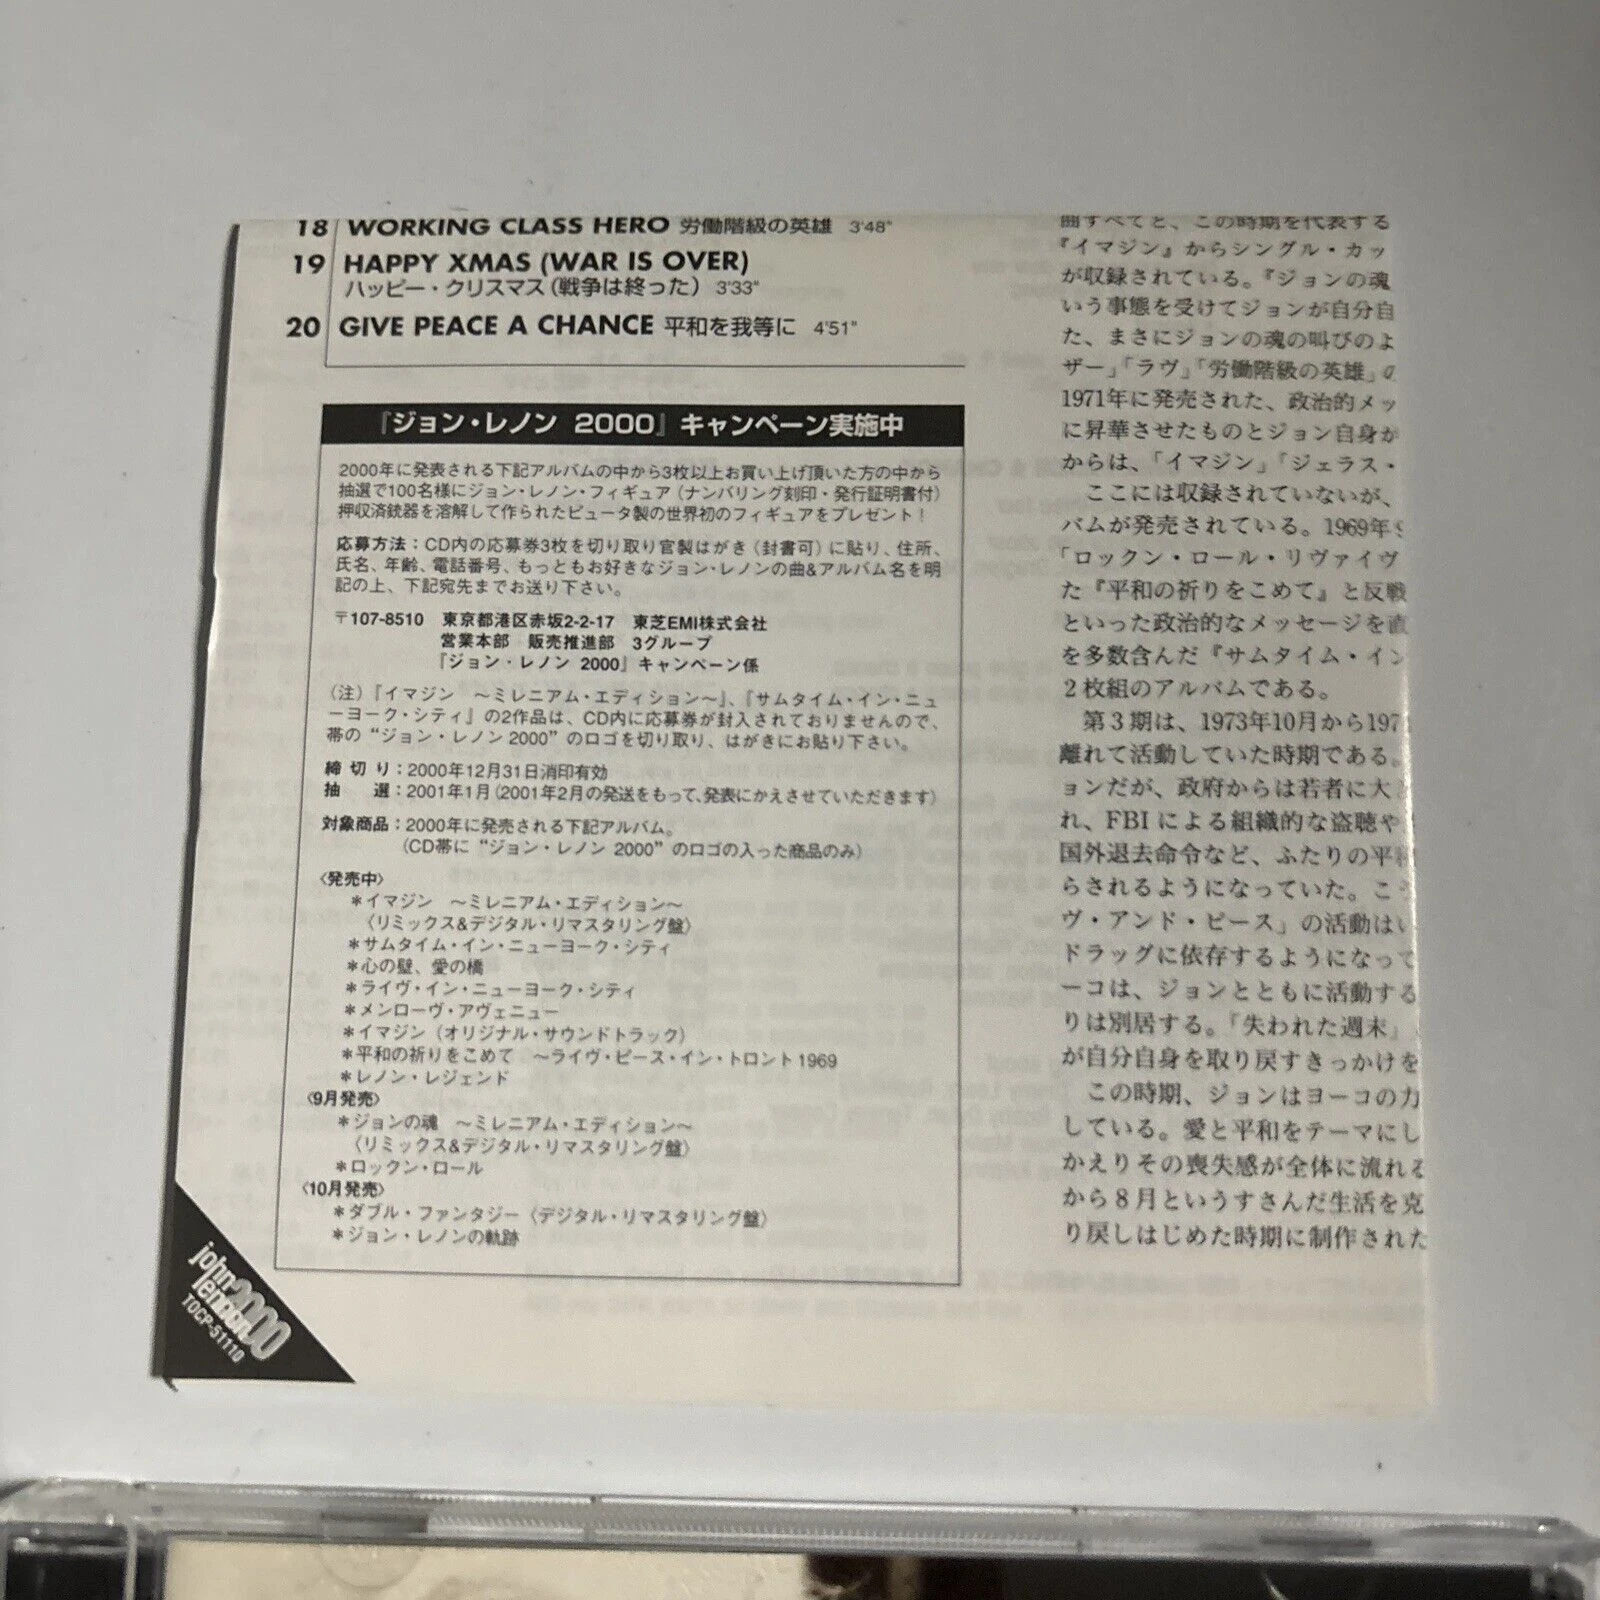 18 WORKING CLASS HERO 労働階級の英雄 3'48"
19 HAPPY XMAS (WAR IS OVER)
ハッピー・クリスマス(戦争は終った) 3'33"
20 GIVE PEACE A CHANCE 平和を我等に 4'51"
『ジョン・レノン 2000』キャンペーン実施中
2000年に発表される下記アルバムの中から3枚以上お買い上げ頂いた方の中から
抽選で100名様にジョン・レノン・フィギュア(ナンバリング刻印・発行証明書付)
押収済銃器を溶解して作られたピュータ製の世界初のフィギュアをプレゼント!
応募方法：CD内の応募券3枚を切り取り官製はがき(封書可)に貼り、住所、
氏名、年齢、電話番号、もっともお好きなジョン・レノンの曲&アルバム名を明
記の上、下記宛先までお送り下さい。
〒107-8510 東京都港区赤坂2-2-17 東芝EMI株式会社
営業本部 販売推進部 3グループ
『ジョン・レノン 2000』キャンペーン係
(注)『イマジン ～ミレニアム・エディション～』、『サムタイム・イン・ニュ
ーヨーク・シティ』の2作品は、CD内に応募券が封入されておりませんので、
帯の“ジョン・レノン 2000”のロゴを切り取り、はがきにお貼り下さい。
締切り：2000年12月31日消印有効
抽 選：2001年1月(2001年2月の発送をもって、発表にかえさせていただきます)
対象商品：2000年に発売される下記アルバム。
(CD帯に“ジョン・レノン 2000”のロゴの入った商品のみ)
〈発売中〉
＊イマジン ～ミレニアム・エディション～
〈リミックス&デジタル・リマスタリング盤〉
＊サムタイム・イン・ニューヨーク・シティ
＊心の壁、愛の橋
＊ライヴ・イン・ニューヨーク・シティ
＊メンローヴ・アヴェニュー
＊イマジン(オリジナル・サウンドトラック)
＊平和の祈りをこめて ～ライヴ・ピース・イン・トロント1969
＊レノン・レジェンド
〈9月発売〉
＊ジョンの魂 ～ミレニアム・エディション～
〈リミックス&デジタル・リマスタリング盤〉
＊ロックン・ロール
〈10月発売〉
＊ダブル・ファンタジー〈デジタル・リマスタリング盤〉
＊ジョン・レノンの軌跡
john
lennon 2000
TOCP-51110
曲すべてと、この時期を代表する
『イマジン』からシングル・カッ
が収録されている。『ジョンの魂
いう事態を受けてジョンが自分自
た、まさにジョンの魂の叫びのよ
ザー」「ラヴ」「労働階級の英雄」の
1971年に発売された、政治的メッ
に昇華させたものとジョン自身が
からは、「イマジン」「ジェラス・
ここには収録されていないが、
バムが発売されている。1969年9
「ロックン・ロール・リヴァイヴ
た『平和の祈りをこめて』と反戦
といった政治的なメッセージを直
を多数含んだ『サムタイム・イン
2枚組のアルバムである。
第3期は、1973年10月から197
離れて活動していた時期である。
ョンだが、政府からは若者に大
れ、FBIによる組織的な盗聴や
国外退去命令など、ふたりの平和
らされるようになっていた。こ
ヴ・アンド・ピース」の活動はい
ドラッグに依存するようになって
ーコは、ジョンとともに活動する
りは別居する。「失われた週末」
が自分自身を取り戻すきっかけを
この時期、ジョンはヨーコの力
している。愛と平和をテーマにし
かえりその喪失感が全体に流れる
から8月というすさんだ生活を克
り戻しはじめた時期に制作された